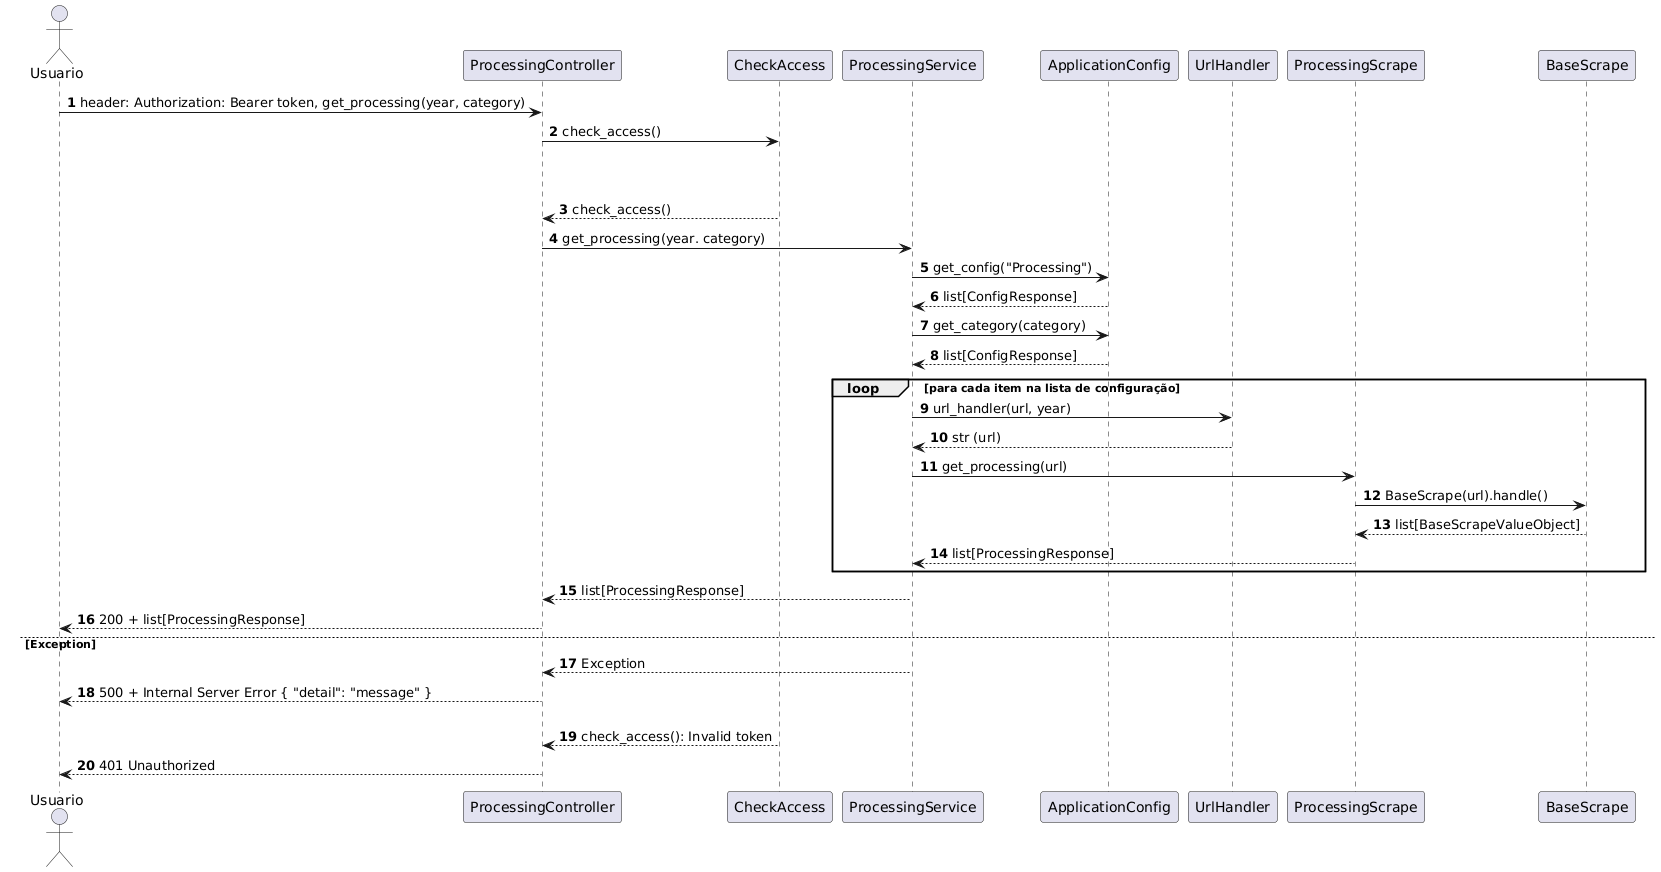 Usuario
ProcessingController
CheckAccess
ProcessingService
ApplicationConfig
UrlHandler
ProcessingScrape
BaseScrape
1 header: Authorization: Bearer token, get_processing(year, category)
2 check_access()
3 check_access()
4 get_processing(year. category)
5 get_config("Processing")
6 list[ConfigResponse]
7 get_category(category)
8 list[ConfigResponse]
loop [para cada item na lista de configuração]
9 url_handler(url, year)
10 str (url)
11 get_processing(url)
12 BaseScrape(url).handle()
13 list[BaseScrapeValueObject]
14 list[ProcessingResponse]
15 list[ProcessingResponse]
16 200 + list[ProcessingResponse]
[Exception]
17 Exception
18 500 + Internal Server Error { "detail": "message" }
19 check_access(): Invalid token
20 401 Unauthorized
Usuario
ProcessingController
CheckAccess
ProcessingService
ApplicationConfig
UrlHandler
ProcessingScrape
BaseScrape